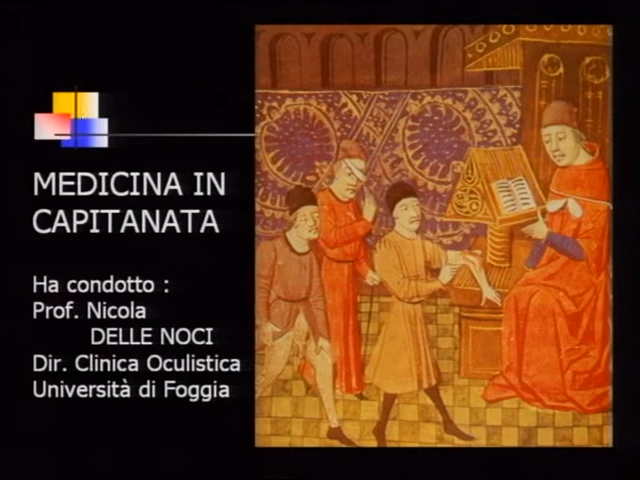 MEDICINA IN
CAPITANATA
Ha condotto :
Prof. Nicola
DELLE NOCI
Dir. Clinica Oculistica
Università di Foggia